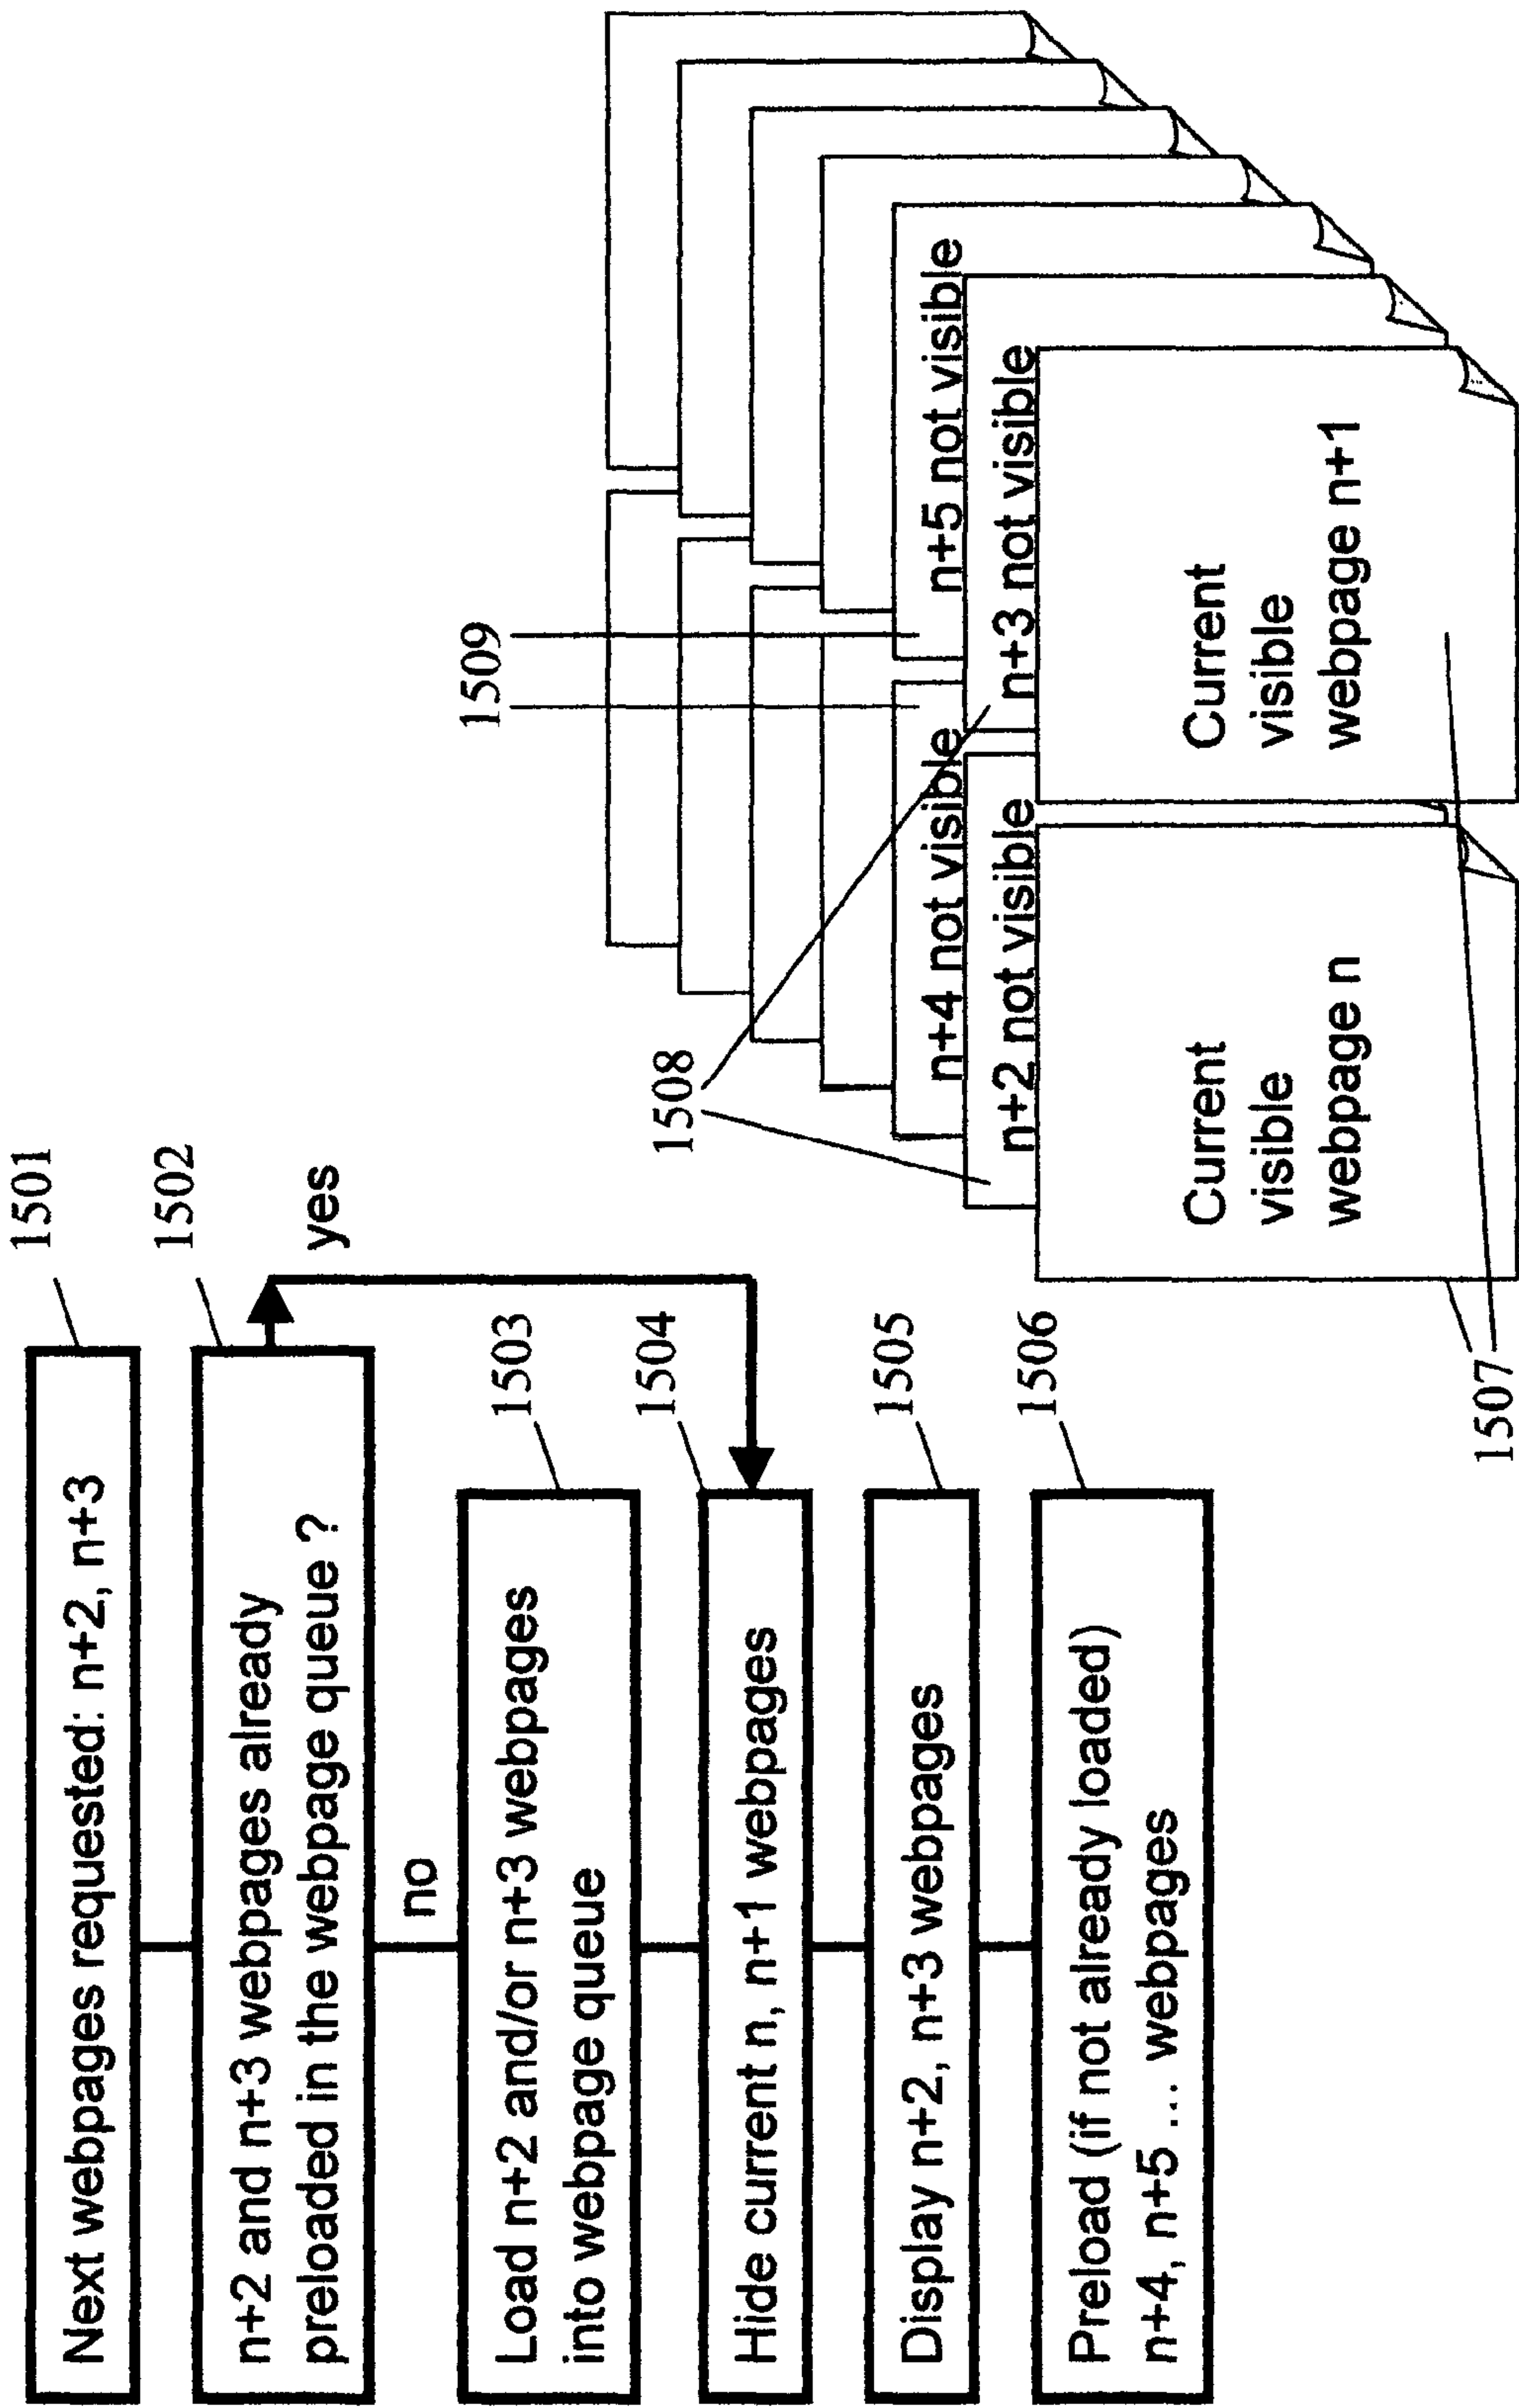 1501
Next webpages requested: n+2, n+3
1502
n+2 and n+3 webpages already
preloaded in the webpage queue ?
yes
no
1503
Load n+2 and/or n+3 webpages
into webpage queue
1504
Hide current n, n+1 webpages
1505
Display n+2, n+3 webpages
1506
Preload (if not already loaded)
n+4, n+5 ... webpages
1509
1508
n+4 not visible
n+5 not visible
n+2 not visible
n+3 not visible
Current
visible
webpage n
Current
visible
webpage n+1
1507